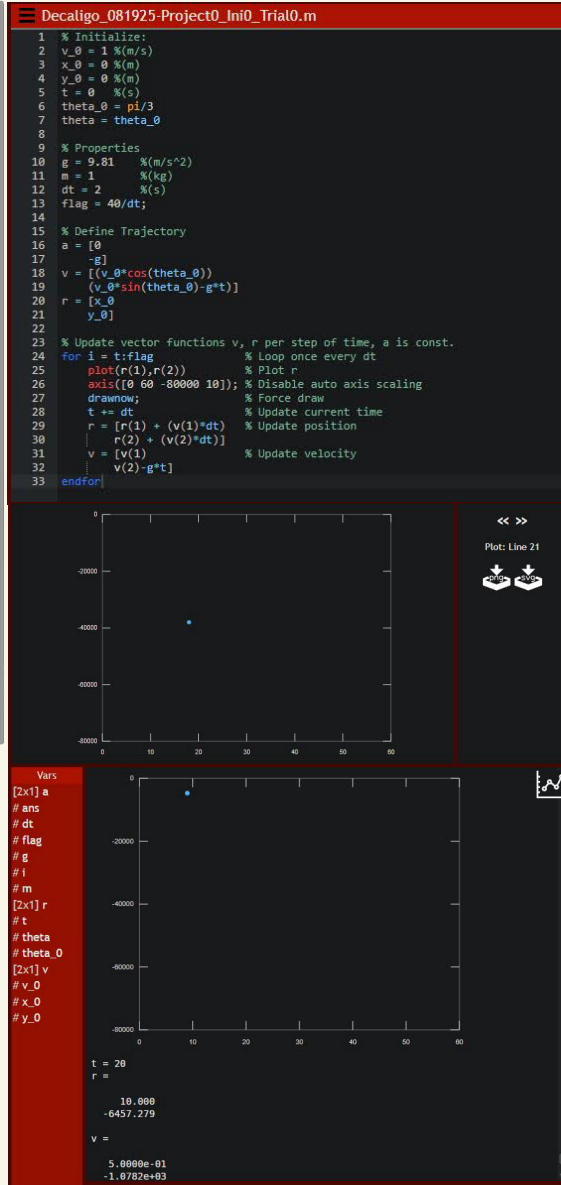 Decaligo_081925-Project0_Ini0_Trial0.m
1 % Initialize:
2 v_0 = 1 %(m/s)
3 x_0 = 0 %(m)
4 y_0 = 0 %(m)
5 t = 0 %(s)
6 theta_0 = pi/3
7 theta = theta_0
8
9 % Properties
10 g = 9.81 %(m/s^2)
11 m = 1 %(kg)
12 dt = 2 %(s)
13 flag = 40/dt;
14
15 % Define Trajectory
16 a = [0
17 -g]
18 v = [(v_0*cos(theta_0))
19 (v_0*sin(theta_0)-g*t)]
20 r = [x_0
21 y_0]
22
23 % Update vector functions v, r per step of time, a is const.
24 for i = t:flag % Loop once every dt
25 plot(r(1),r(2)) % Plot r
26 axis([0 60 -80000 10]); % Disable auto axis scaling
27 drawnow; % Force draw
28 t += dt % Update current time
29 r = [r(1) + (v(1)*dt) % Update position
30 r(2) + (v(2)*dt)]
31 v = [v(1) % Update velocity
32 v(2)-g*t]
33 endfor
0
-20000
-40000
-60000
-80000
0 10 20 30 40 50 60
<< >>
Plot: Line 21
png svg
Vars
[2x1] a
# ans
# dt
# flag
# g
# i
# m
[2x1] r
# t
# theta
# theta_0
[2x1] v
# v_0
# x_0
# y_0
0
-20000
-40000
-60000
-80000
0 10 20 30 40 50 60
t = 20
r =
10.000
-6457.279
v =
5.0000e-01
-1.0782e+03